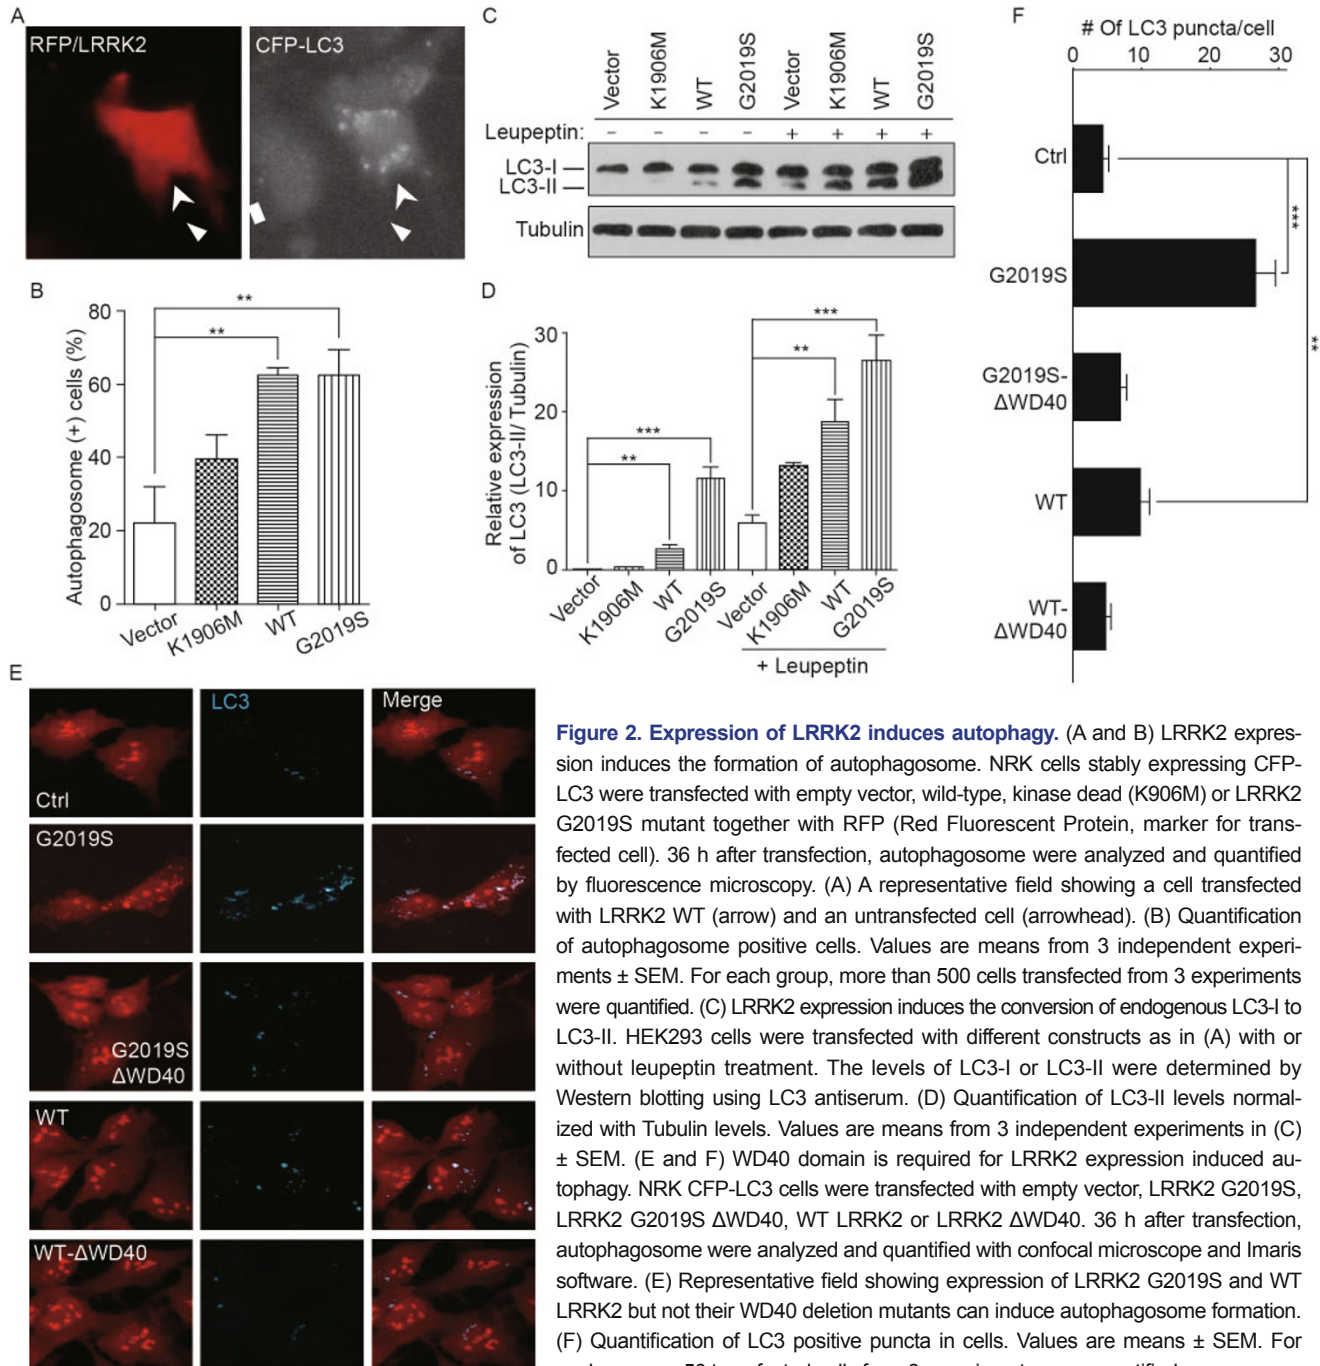 A
RFP/LRRK2
CFP-LC3
B
Autophagosome (+) cells (%)
80
60
40
20
0
**
**
Vector
K1906M
WT
G2019S
C
Vector
K1906M
WT
G2019S
Vector
K1906M
WT
G2019S
Leupeptin: – – – – + + + +
LC3-I
LC3-II
Tubulin
D
Relative expression
of LC3 (LC3-II/ Tubulin)
30
20
10
0
***
**
***
**
Vector
K1906M
WT
G2019S
Vector
K1906M
WT
G2019S
+ Leupeptin
F
# Of LC3 puncta/cell
0 10 20 30
Ctrl
G2019S
G2019S-
ΔWD40
WT
WT-
ΔWD40
***
**
E
LC3
Merge
Ctrl
G2019S
G2019S
ΔWD40
WT
WT-ΔWD40
Figure 2. Expression of LRRK2 induces autophagy. (A and B) LRRK2 expres-
sion induces the formation of autophagosome. NRK cells stably expressing CFP-
LC3 were transfected with empty vector, wild-type, kinase dead (K906M) or LRRK2
G2019S mutant together with RFP (Red Fluorescent Protein, marker for trans-
fected cell). 36 h after transfection, autophagosome were analyzed and quantified
by fluorescence microscopy. (A) A representative field showing a cell transfected
with LRRK2 WT (arrow) and an untransfected cell (arrowhead). (B) Quantification
of autophagosome positive cells. Values are means from 3 independent experi-
ments ± SEM. For each group, more than 500 cells transfected from 3 experiments
were quantified. (C) LRRK2 expression induces the conversion of endogenous LC3-I to
LC3-II. HEK293 cells were transfected with different constructs as in (A) with or
without leupeptin treatment. The levels of LC3-I or LC3-II were determined by
Western blotting using LC3 antiserum. (D) Quantification of LC3-II levels normal-
ized with Tubulin levels. Values are means from 3 independent experiments in (C)
± SEM. (E and F) WD40 domain is required for LRRK2 expression induced au-
tophagy. NRK CFP-LC3 cells were transfected with empty vector, LRRK2 G2019S,
LRRK2 G2019S ΔWD40, WT LRRK2 or LRRK2 ΔWD40. 36 h after transfection,
autophagosome were analyzed and quantified with confocal microscope and Imaris
software. (E) Representative field showing expression of LRRK2 G2019S and WT
LRRK2 but not their WD40 deletion mutants can induce autophagosome formation.
(F) Quantification of LC3 positive puncta in cells. Values are means ± SEM. For